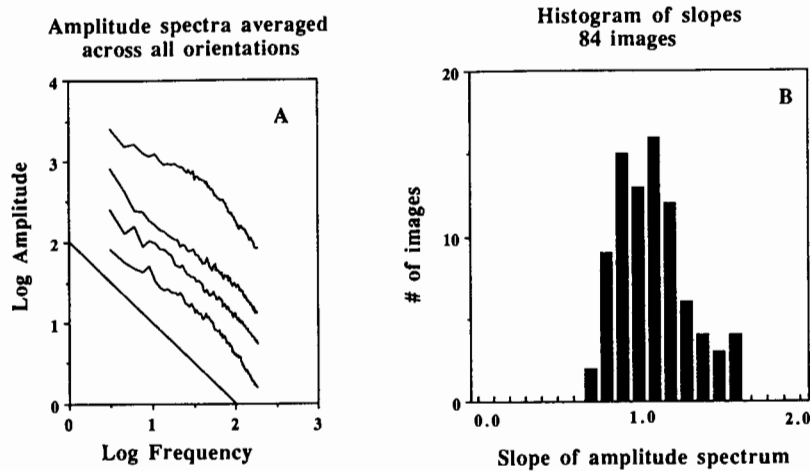 Amplitude spectra averaged
across all orientations
A
4
3
2
1
0
0 1 2 3
Log Amplitude
Log Frequency
Histogram of slopes
84 images
B
20
10
0
0.0 1.0 2.0
# of images
Slope of amplitude spectrum